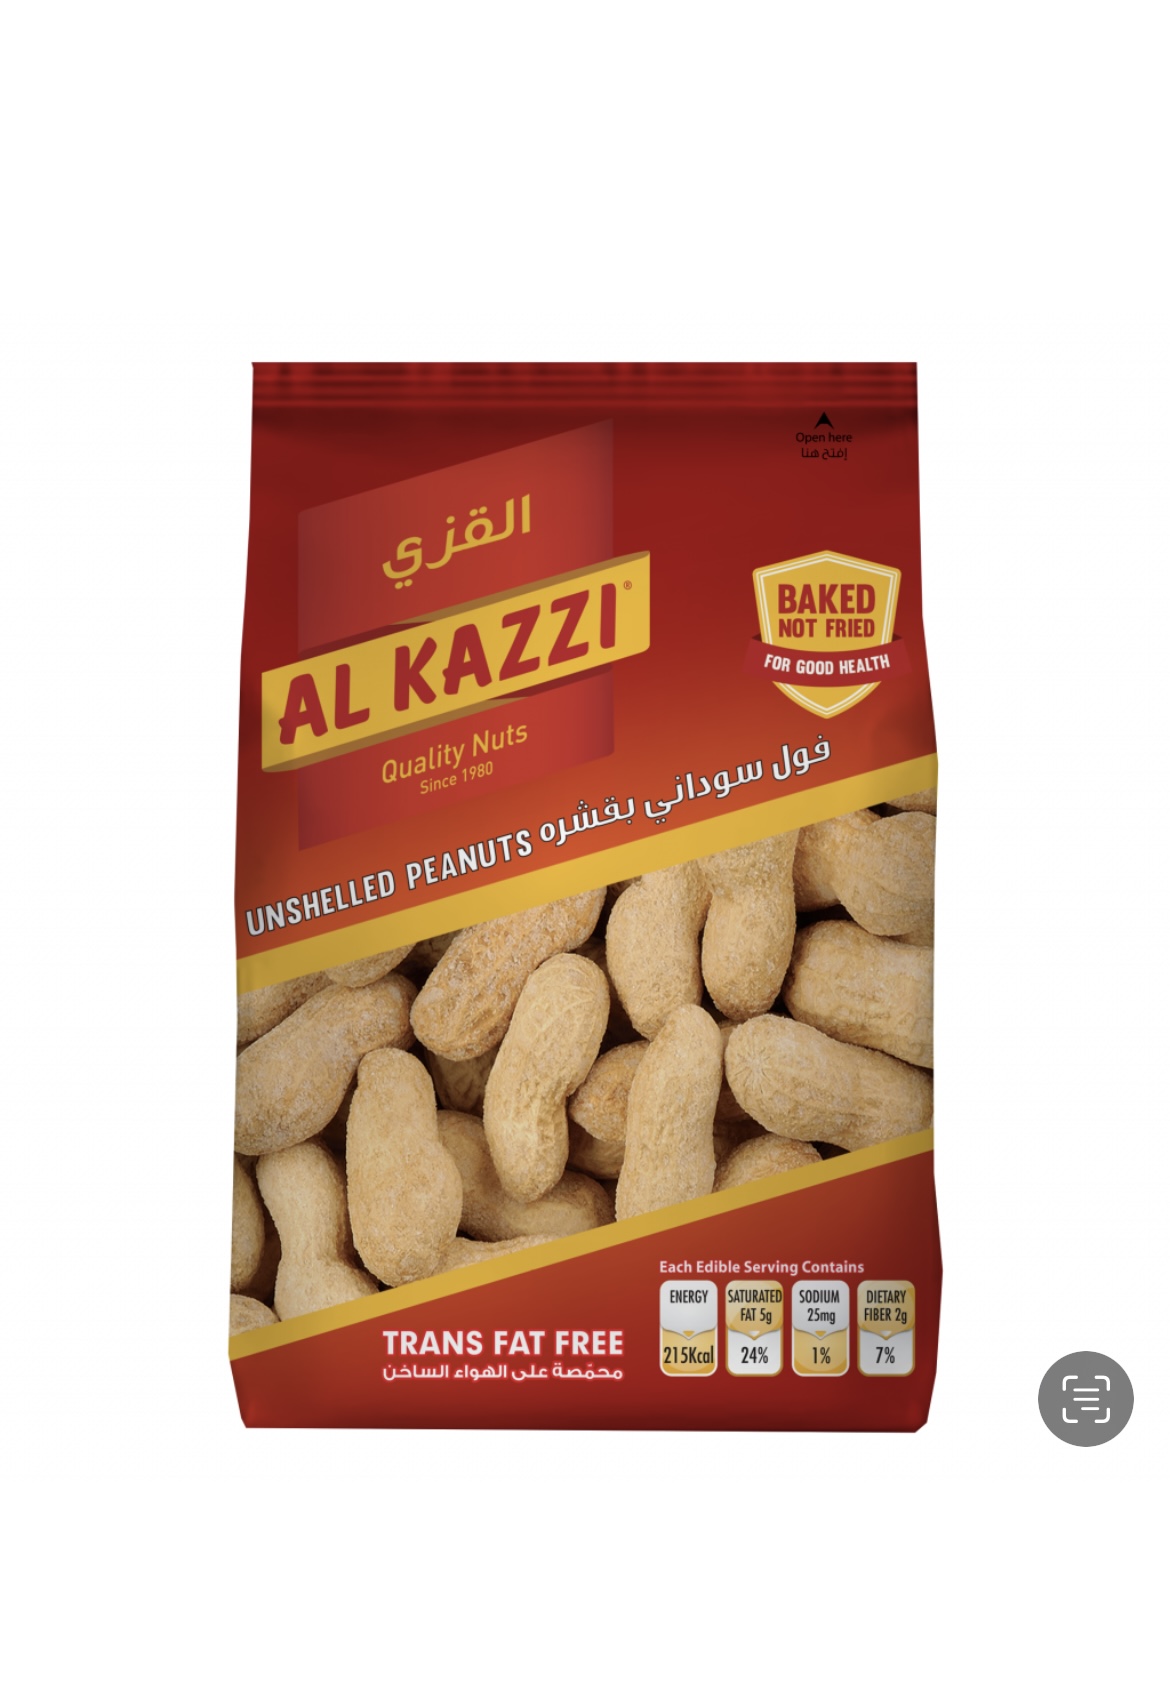 Open here
إفتح هنا
القزي
AL KAZZI®
Quality Nuts
Since 1980
BAKED
NOT FRIED
FOR GOOD HEALTH
UNSHELLED PEANUTS فول سوداني بقشره
Each Edible Serving Contains
ENERGY
215Kcal
SATURATED
FAT 5g
24%
SODIUM
25mg
1%
DIETARY
FIBER 2g
7%
TRANS FAT FREE
محمّصة على الهواء الساخن